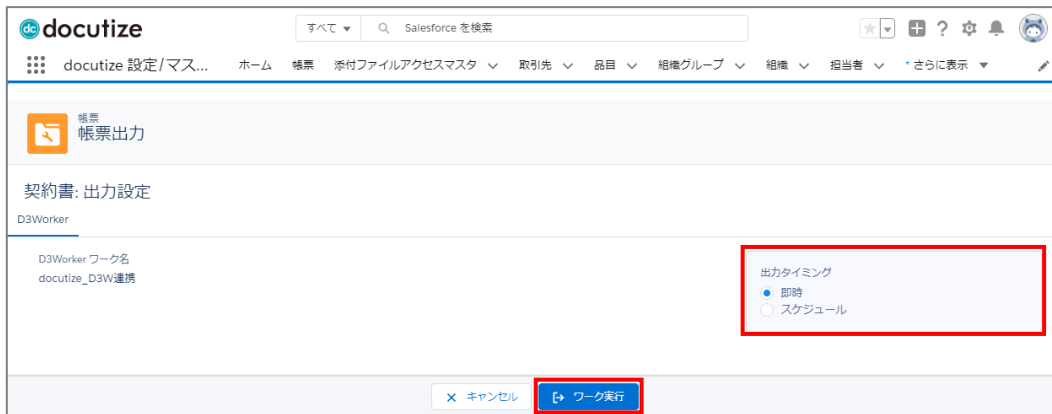 dc docutize
すべて
Salesforce を検索
docutize 設定/マス...
ホーム
帳票
添付ファイルアクセスマスタ
取引先
品目
組織グループ
組織
担当者
* さらに表示
帳票
帳票出力
契約書: 出力設定
D3Worker
D3Worker ワーク名
docutize_D3W連携
出力タイミング
即時
スケジュール
キャンセル
ワーク実行